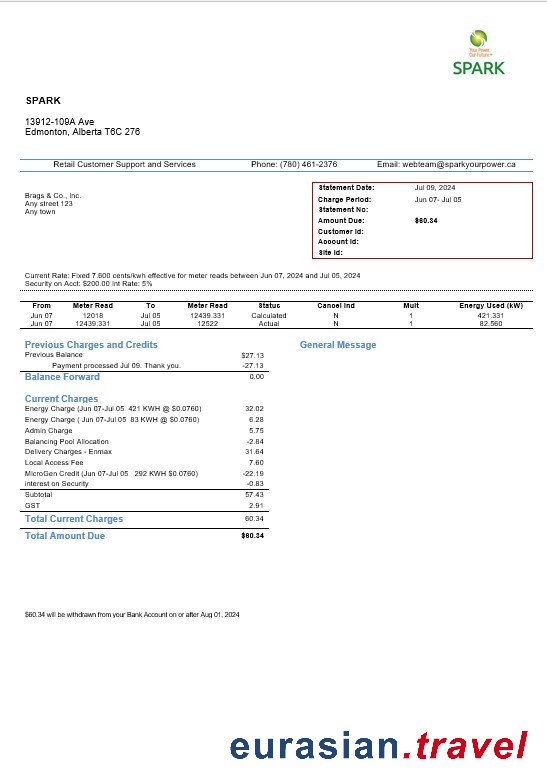 Your Power.
Our Future™
SPARK
SPARK
13912-109A Ave
Edmonton, Alberta T6C 276
Retail Customer Support and Services Phone: (780) 461-2376 Email: webteam@sparkyourpower.ca
Brags & Co., Inc.
Any street 123
Any town
Statement Date: Jul 09, 2024
Charge Period: Jun 07- Jul 05
Statement No:
Amount Due: $60.34
Customer Id:
Account Id:
Site Id:
Current Rate: Fixed 7.600 cents/kwh effective for meter reads between Jun 07, 2024 and Jul 05, 2024
Security on Acct: $200.00 Int Rate: 5%
From Meter Read To Meter Read Status Cancel Ind Mult Energy Used (kW)
Jun 07 12018 Jul 05 12439.331 Calculated N 1 421.331
Jun 07 12439.331 Jul 05 12522 Actual N 1 82.560
Previous Charges and Credits
Previous Balance $27.13
Payment processed Jul 09. Thank you. -27.13
Balance Forward 0.00
General Message
Current Charges
Energy Charge (Jun 07-Jul 05 421 KWH @ $0.0760) 32.02
Energy Charge ( Jun 07-Jul 05 83 KWH @ $0.0760) 6.28
Admin Charge 5.75
Balancing Pool Allocation -2.84
Delivery Charges - Enmax 31.64
Local Access Fee 7.60
MicroGen Credit (Jun 07-Jul 05 292 KWH $0.0760) -22.19
interest on Security -0.83
Subtotal 57.43
GST 2.91
Total Current Charges 60.34
Total Amount Due $60.34
$60.34 will be withdrawn from your Bank Account on or after Aug 01, 2024
eurasian.travel